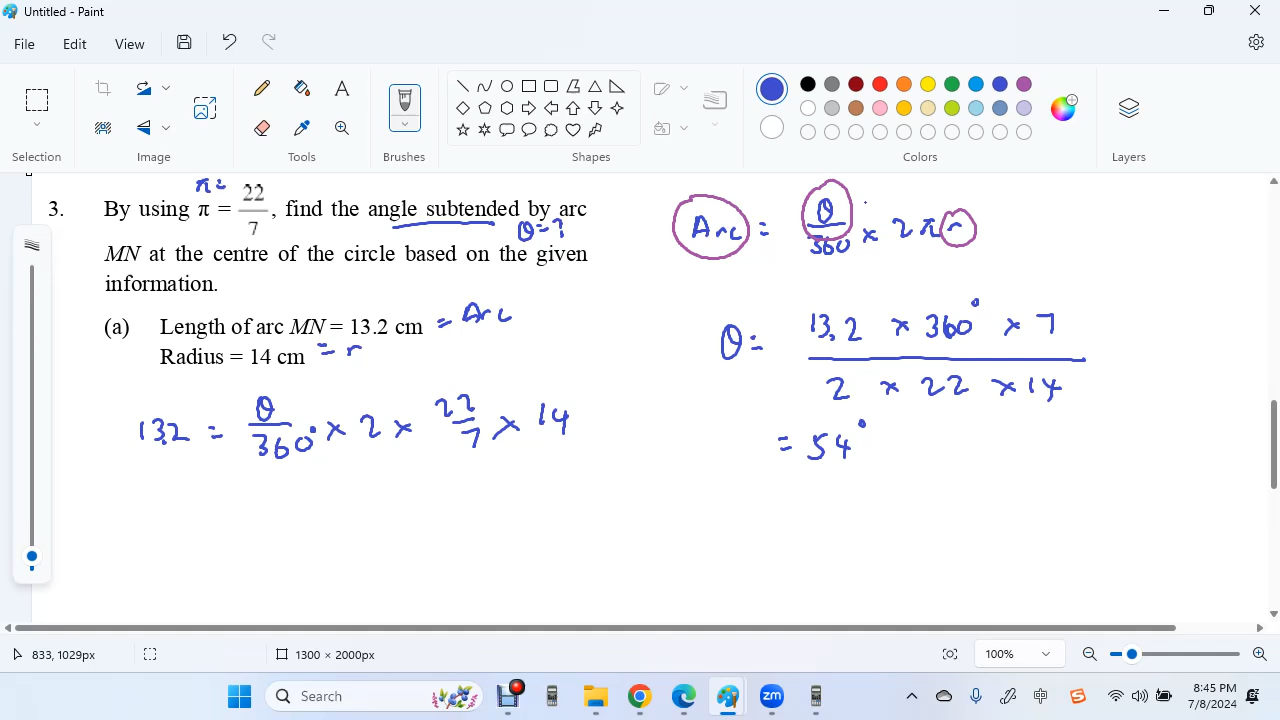 Untitled - Paint
File Edit View
Selection Image Tools Brushes Shapes Colors Layers
π =
3. By using π = 22/7, find the angle subtended by arc
θ = ?
MN at the centre of the circle based on the given
information.
(a) Length of arc MN = 13.2 cm = Arc
Radius = 14 cm = r
13.2 = θ/360° × 2 × 22/7 × 14
Arc = θ/360 × 2πr
θ = 13.2 × 360° × 7
2 × 22 × 14
= 54°
833, 1029px
1300 × 2000px
100%
Search
zm
中
S
8:45 PM
7/8/2024